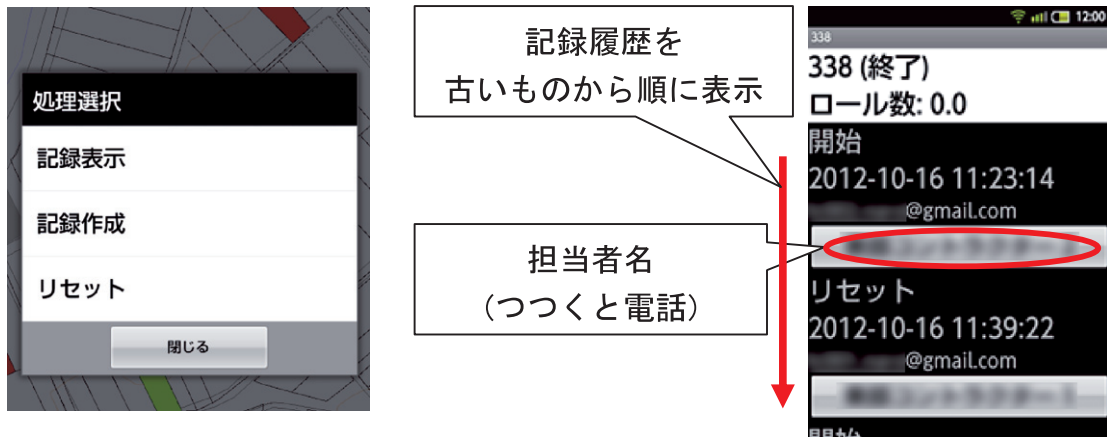 処理選択
記録表示
記録作成
リセット
閉じる
記録履歴を
古いものから順に表示
担当者名
(つつくと電話)
12:00
338
338 (終了)
ロール数: 0.0
開始
2012-10-16 11:23:14
@gmail.com
リセット
2012-10-16 11:39:22
@gmail.com